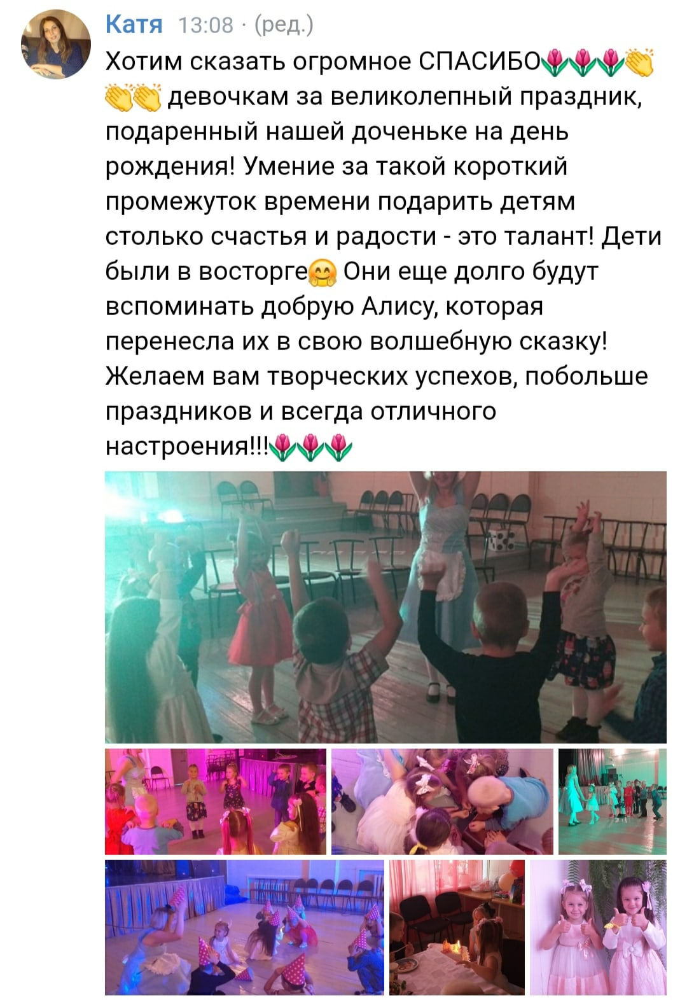 Катя 13:08 · (ред.)
Хотим сказать огромное СПАСИБО🌷🌷🌷👏
👏👏 девочкам за великолепный праздник,
подаренный нашей доченьке на день
рождения! Умение за такой короткий
промежуток времени подарить детям
столько счастья и радости - это талант! Дети
были в восторге🤗 Они еще долго будут
вспоминать добрую Алису, которая
перенесла их в свою волшебную сказку!
Желаем вам творческих успехов, побольше
праздников и всегда отличного
настроения!!!🌷🌷🌷